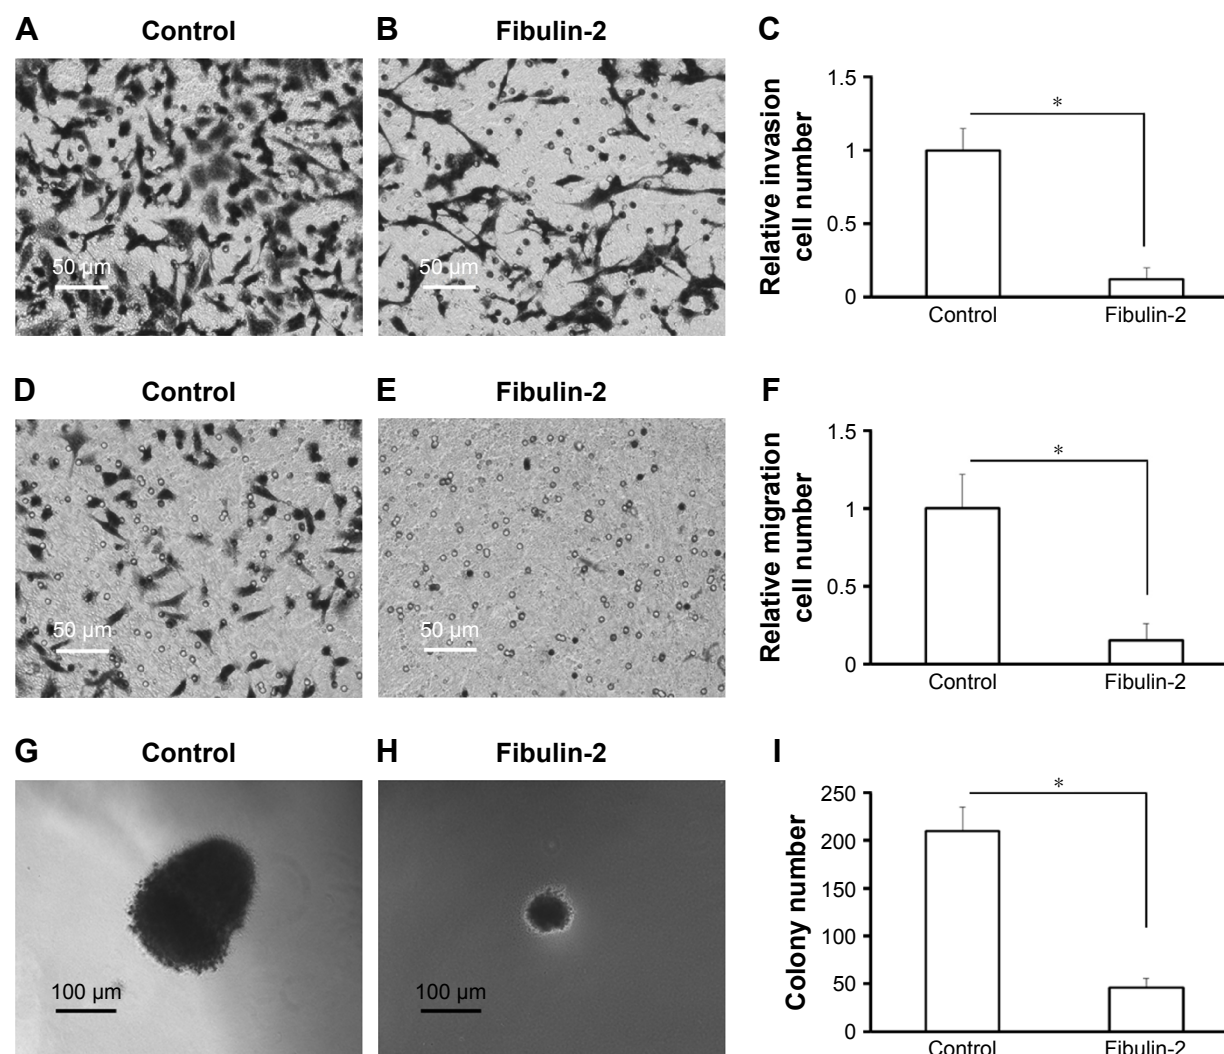 A Control
B Fibulin-2
C
Relative invasion
cell number
1.5
1
0.5
0
*
Control Fibulin-2
50 µm
50 µm
D Control
E Fibulin-2
F
Relative migration
cell number
1.5
1
0.5
0
*
Control Fibulin-2
50 µm
50 µm
G Control
H Fibulin-2
I
Colony number
250
200
150
100
50
0
*
Control Fibulin-2
100 µm
100 µm